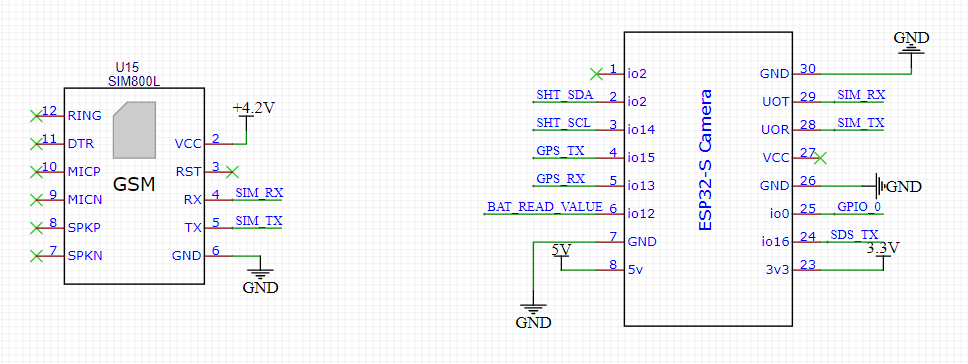 U15
SIM800L
12 RING
11 DTR
10 MICP
9 MICN
8 SPKP
7 SPKN
GSM
+4.2V
VCC 2
RST 3
RX 4 SIM_RX
TX 5 SIM_TX
GND 6
GND
ESP32-S Camera
1 io2
SHT_SDA 2 io2
SHT_SCL 3 io14
GPS_TX 4 io15
GPS_RX 5 io13
BAT_READ_VALUE 6 io12
7 GND
5V 8 5v
GND
GND
GND 30
UOT 29 SIM_RX
UOR 28 SIM_TX
VCC 27
GND 26 GND
io0 25 GPIO_0
io16 24 SDS_TX
3v3 23 3.3V